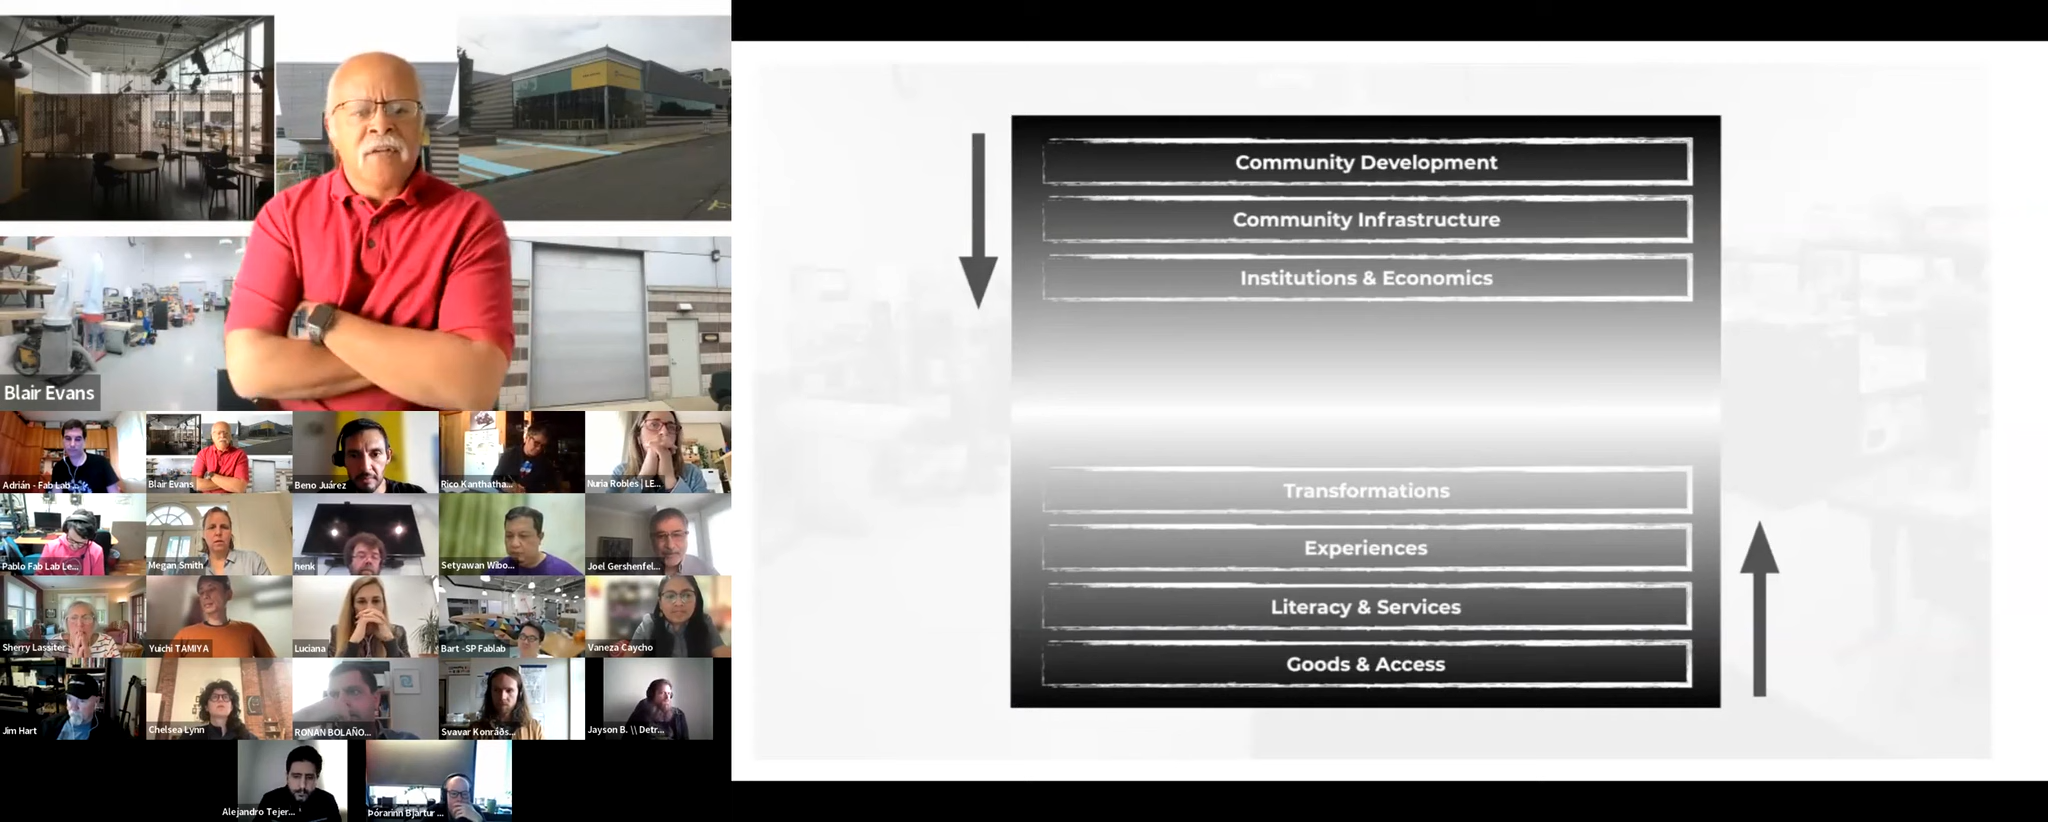 Blair Evans
Adrián - Fab Lab ...
Blair Evans
Beno Juárez
Rico Kanthatha...
Nuria Robles | LE...
Pablo Fab Lab Le...
Megan Smith
henk
Setyawan Wibo...
Joel Gershenfel...
Sherry Lassiter
Yuichi TAMIYA
Luciana
Bart -SP Fablab
Vaneza Caycho
Jim Hart
Chelsea Lynn
RONAN BOLAÑO...
Svavar Konráðs...
Jayson B. \\ Detr...
Alejandro Tejer...
Þórarinn Bjartur ...
Community Development
Community Infrastructure
Institutions & Economics
Transformations
Experiences
Literacy & Services
Goods & Access